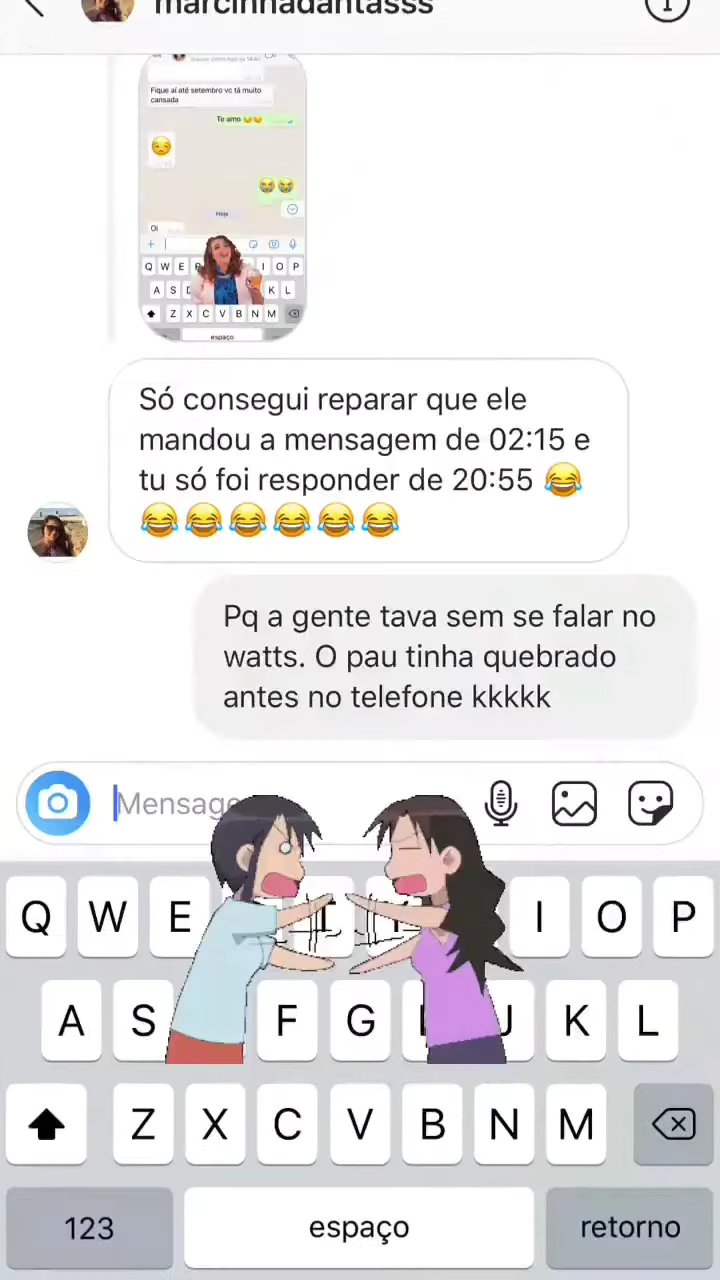 marcinhadantasss
Fique aí até setembro vc tá muito
cansada
Te amo 😔😔
😒
😭😭
Hoje
Oi
Q W E I O P
A S K L
Z X C V B N M
espaço
Só consegui reparar que ele
mandou a mensagem de 02:15 e
tu só foi responder de 20:55 😂
😂😂😂😂😂😂
Pq a gente tava sem se falar no
watts. O pau tinha quebrado
antes no telefone kkkkk
Mensage
Q W E I O P
A S F G J K L
Z X C V B N M
123 espaço retorno